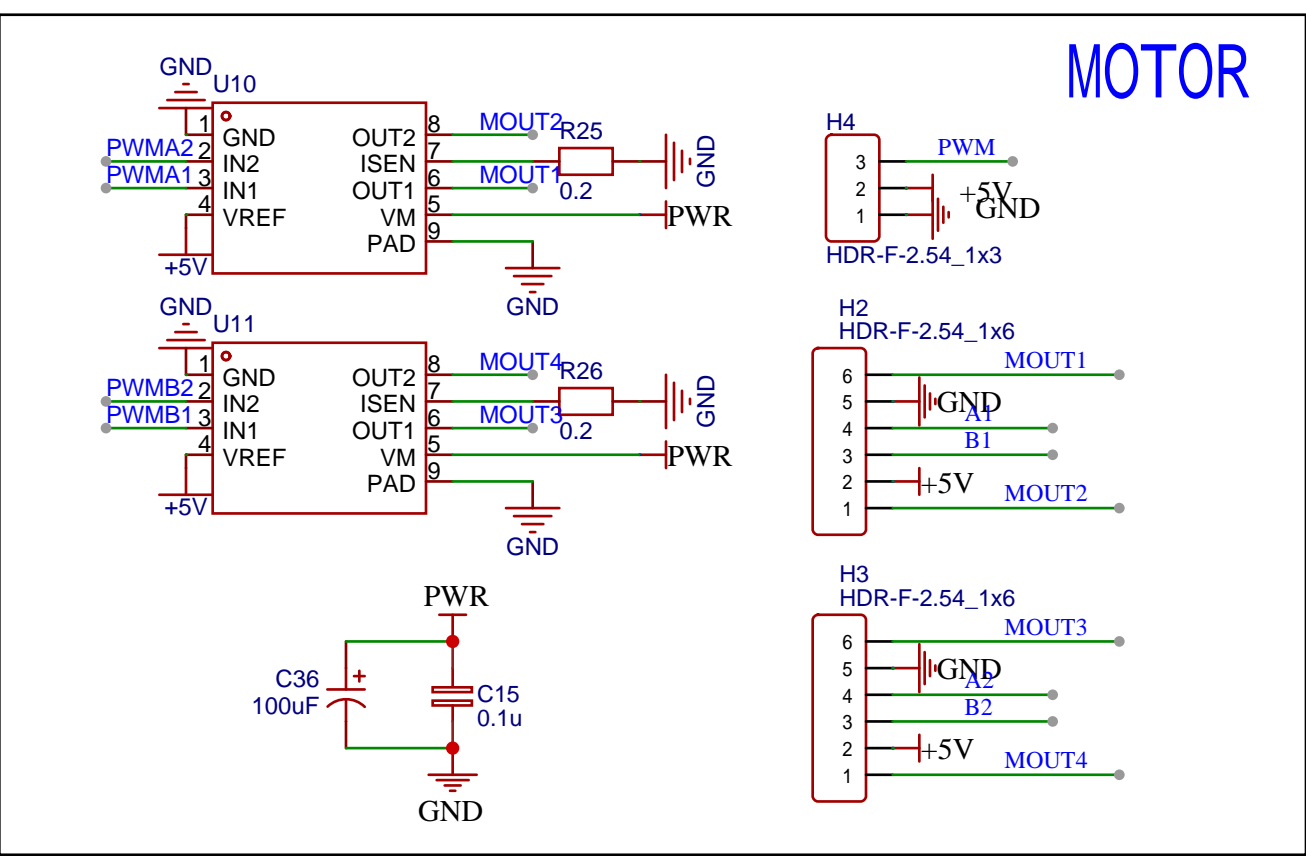 MOTOR
GND
U10
1 GND
PWMA2 2 IN2
PWMA1 3 IN1
4 VREF
+5V
OUT2 8 MOUT2
ISEN 7
OUT1 6 MOUT1
VM 5 PWR
PAD 9
R25
0.2
GND
GND
GND
U11
1 GND
PWMB2 2 IN2
PWMB1 3 IN1
4 VREF
+5V
OUT2 8 MOUT4
ISEN 7
OUT1 6 MOUT3
VM 5 PWR
PAD 9
R26
0.2
GND
GND
PWR
C36
100uF
+
C15
0.1u
GND
H4
3 PWM
2 +5V
1 GND
HDR-F-2.54_1x3
H2
HDR-F-2.54_1x6
6 MOUT1
5 GND
4 A1
3 B1
2 +5V
1 MOUT2
H3
HDR-F-2.54_1x6
6 MOUT3
5 GND
4 A2
3 B2
2 +5V
1 MOUT4